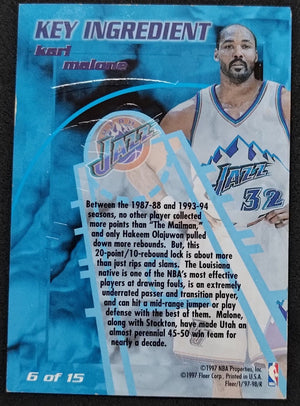 KEY INGREDIENT
karl
malone
JAZZ
JAZZ
32
Between the 1987-88 and 1993-94
seasons, no other player collected
more points than "The Mailman,"
and only Hakeem Olajuwon pulled
down more rebounds. But, this
20-point/10-rebound lock is about more
than just rips and slams. The Louisiana
native is one of the NBA's most effective
players at drawing fouls, is an extremely
underrated passer and transition player,
and can hit a mid-range jumper or play
defense with the best of them. Malone,
along with Stockton, have made Utah an
almost perennial 45-50 win team for
nearly a decade.
6 of 15
©1997 NBA Properties, Inc.
©1997 Fleer Corp. Printed in U.S.A.
Fleer/I/97-98/R